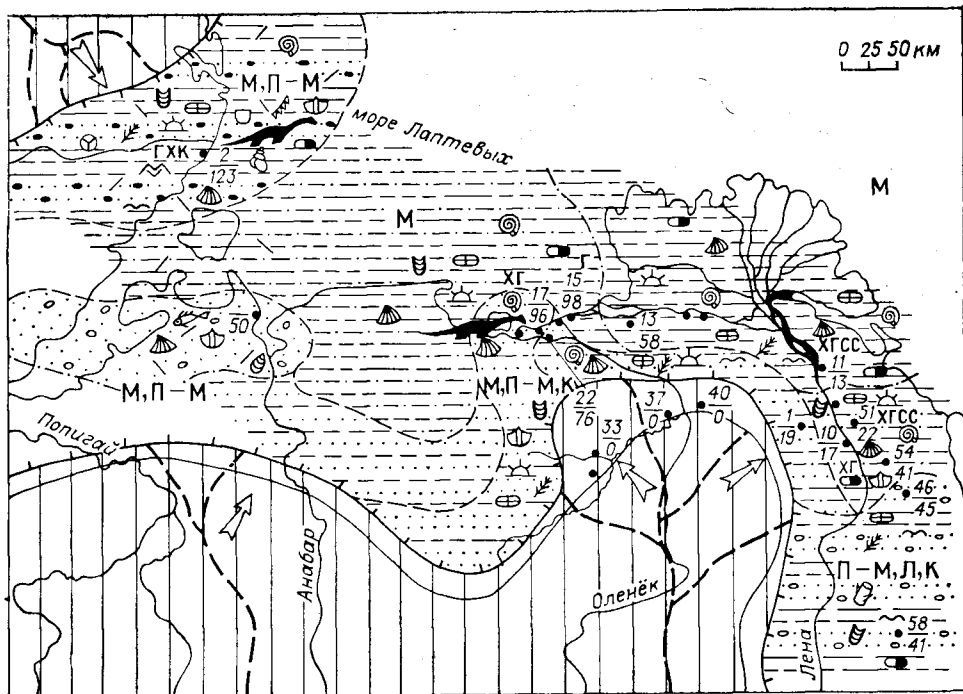 0 25 50 км
М, П-М
море Лаптевых
ГХК
2
123
М
М
Г
15
98
ХГ
17
96
13
58
50
ХГСС
11
13
М, П-М
М, П-М, К
22
76
37
0
40
0
33
0
1
19
51
22
ХГСС
10
17
54
41
ХГ
46
45
Попигай
Анабар
Оленёк
Лена
П-М, Л, К
58
41